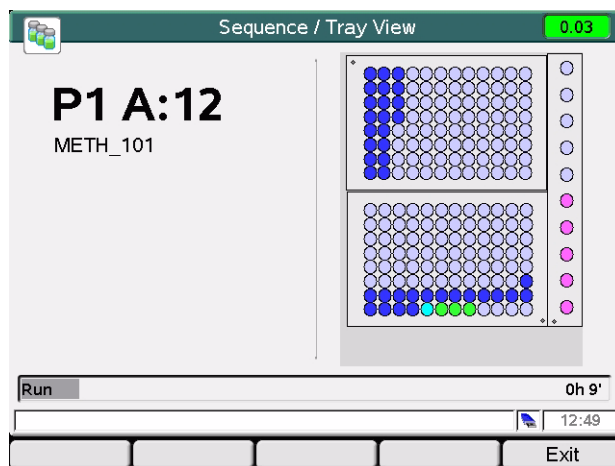 Sequence / Tray View
0.03
P1 A:12
METH_101
Run
0h 9'
12:49
Exit